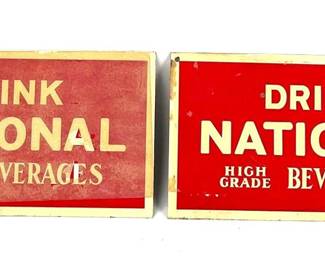 INK
ONAL
VERAGES
DRI
NATIO
HIGH GRADE BEV